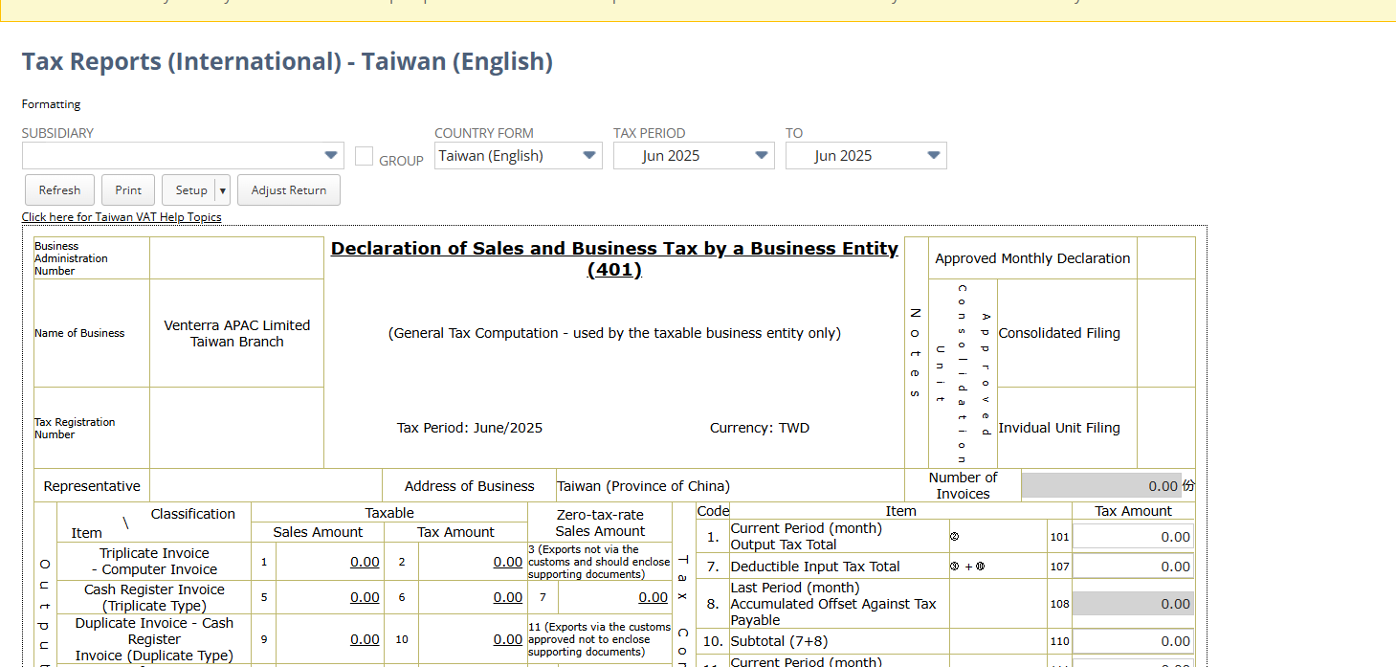 Tax Reports (International) - Taiwan (English)
Formatting
SUBSIDIARY
GROUP
COUNTRY FORM
Taiwan (English)
TAX PERIOD
Jun 2025
TO
Jun 2025
Refresh
Print
Setup
Adjust Return
Click here for Taiwan VAT Help Topics
Business
Administration
Number
Declaration of Sales and Business Tax by a Business Entity
(401)
Notes
Approved Monthly Declaration
Name of Business
Venterra APAC Limited
Taiwan Branch
(General Tax Computation - used by the taxable business entity only)
Approved
Consolidation
Unit
Consolidated Filing
Tax Registration
Number
Tax Period: June/2025
Currency: TWD
Invidual Unit Filing
Representative
Address of Business
Taiwan (Province of China)
Number of
Invoices
0.00 份
Classification
\
Item
Taxable
Sales Amount
Tax Amount
Zero-tax-rate
Sales Amount
Code
Item
Tax Amount
Outpu
Tax Co
Triplicate Invoice
- Computer Invoice
1
0.00
2
0.00
3 (Exports not via the
customs and should enclose
supporting documents)
Cash Register Invoice
(Triplicate Type)
5
0.00
6
0.00
7
0.00
Duplicate Invoice - Cash
Register
Invoice (Duplicate Type)
9
0.00
10
0.00
11 (Exports via the customs
approved not to enclose
supporting documents)
1.
Current Period (month)
Output Tax Total
②
101
0.00
7.
Deductible Input Tax Total
107
0.00
8.
Last Period (month)
Accumulated Offset Against Tax
Payable
108
0.00
10.
Subtotal (7+8)
110
0.00
Current Period (month)